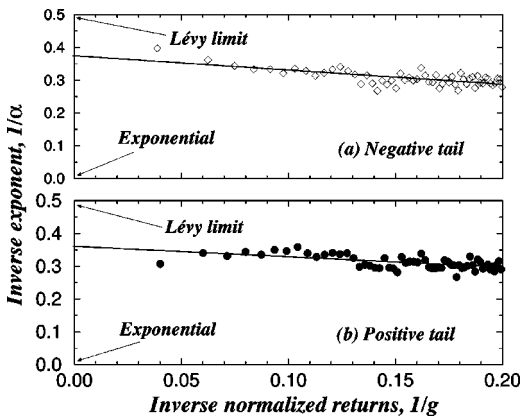 0.5
Lévy limit
0.4
0.3
0.2
Exponential
(a) Negative tail
0.1
0.0
0.5
Lévy limit
0.4
0.3
0.2
Exponential
(b) Positive tail
0.1
0.0
0.00 0.05 0.10 0.15 0.20
Inverse exponent, 1/α
Inverse normalized returns, 1/g